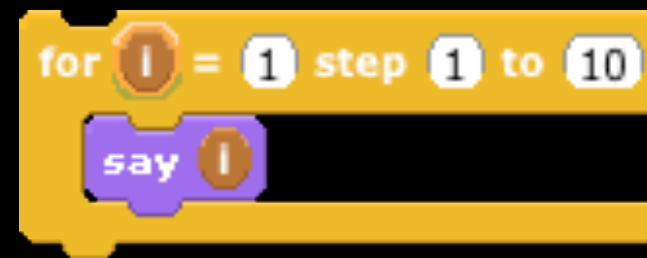 for i = 1 step 1 to 10
say i